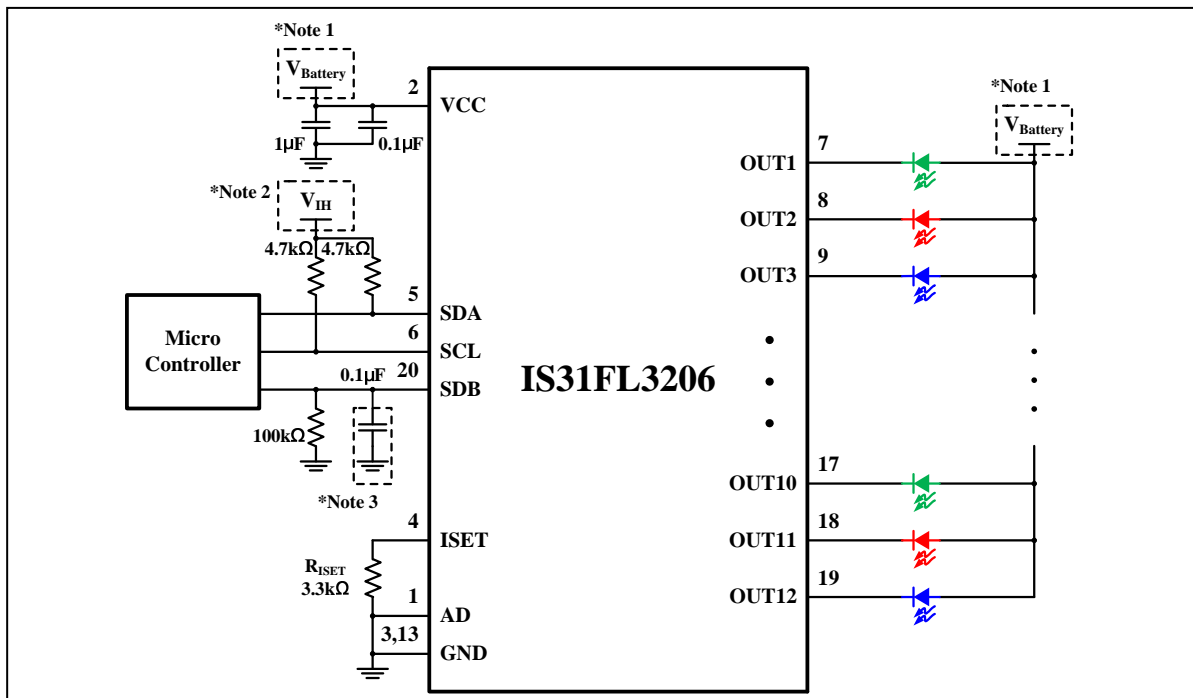 *Note 1
VBattery
2
VCC
1µF
0.1µF
*Note 2
VIH
4.7kΩ
4.7kΩ
Micro
Controller
5
SDA
6
SCL
0.1µF
20
SDB
100kΩ
*Note 3
4
ISET
RISET
3.3kΩ
1
AD
3,13
GND
IS31FL3206
*Note 1
VBattery
7
OUT1
8
OUT2
9
OUT3
17
OUT10
18
OUT11
19
OUT12